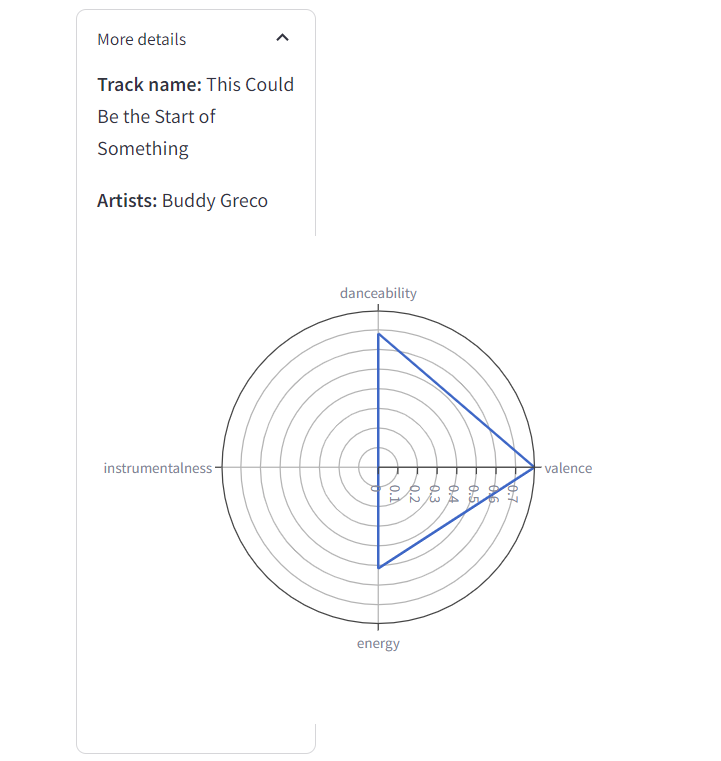 More details
Track name: This Could
Be the Start of
Something
Artists: Buddy Greco
danceability
instrumentalness
valence
0
0.1
0.2
0.3
0.4
0.5
0.6
0.7
energy